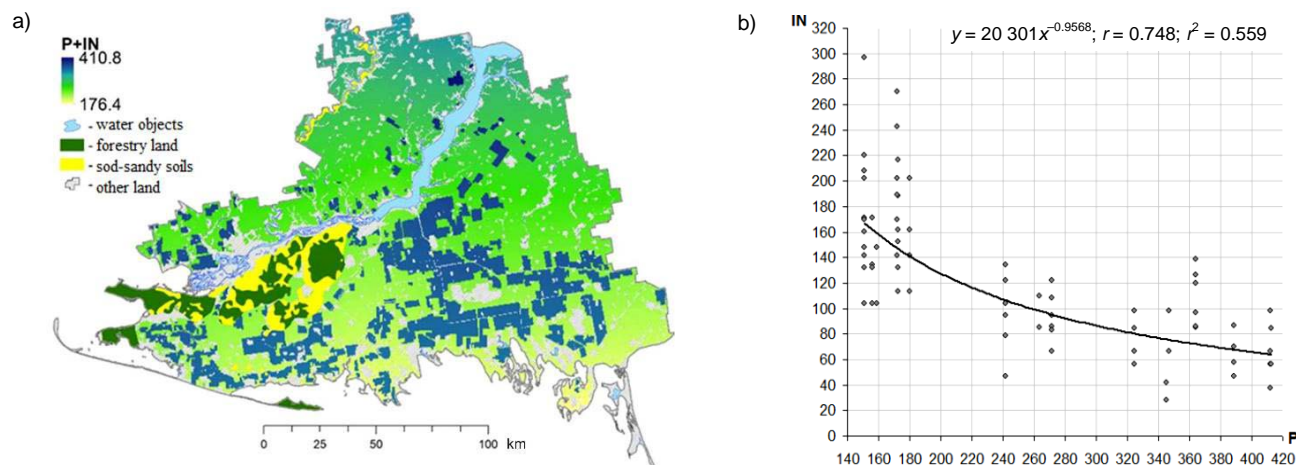 a)
P+IN
410.8
176.4
- water objects
- forestry land
- sod-sandy soils
- other land
0 25 50 100 km
b)
IN
y = 20 301x^–0.9568; r = 0.748; r² = 0.559
320
300
280
260
240
220
200
180
160
140
120
100
80
60
40
20
0
P
140 160 180 200 220 240 260 280 300 320 340 360 380 400 420